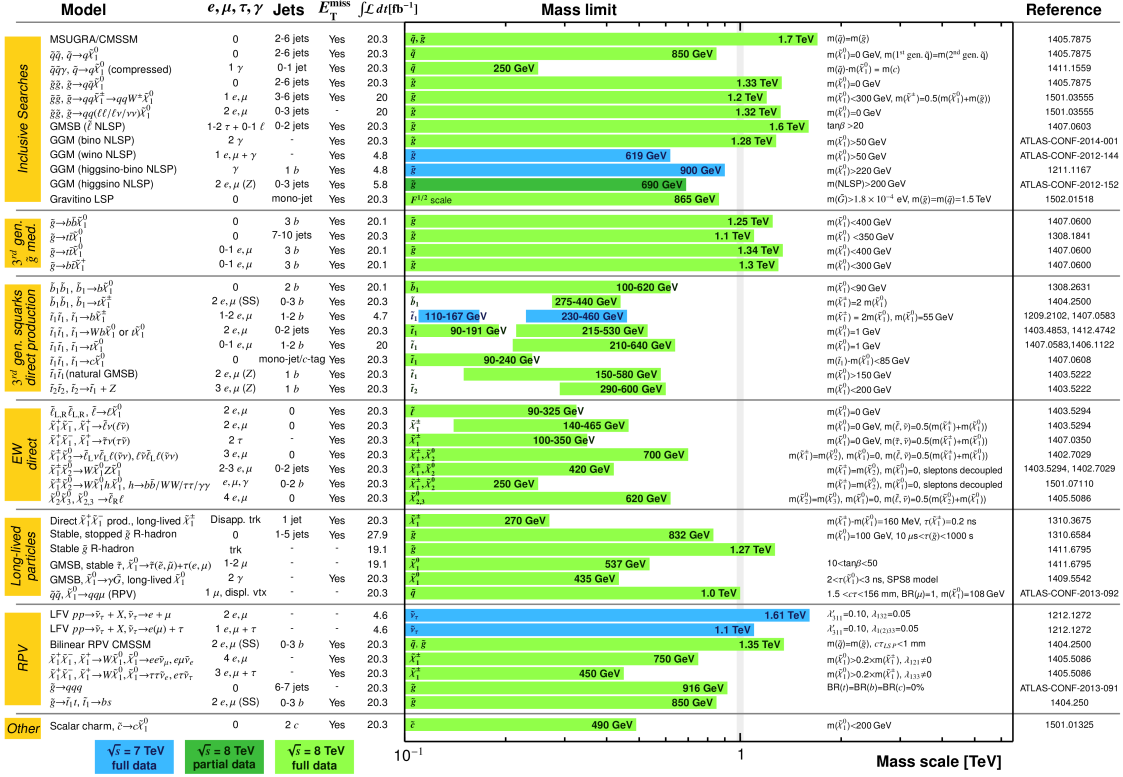 Model e, μ, τ, γ Jets E_T^miss ∫ℒ dt[fb⁻¹] Mass limit Reference
Inclusive Searches
MSUGRA/CMSSM 0 2-6 jets Yes 20.3 q̃, g̃ 1.7 TeV m(q̃)=m(g̃) 1405.7875
q̃q̃, q̃→qχ̃₁⁰ 0 2-6 jets Yes 20.3 q̃ 850 GeV m(χ̃₁⁰)=0 GeV, m(1ˢᵗ gen. q̃)=m(2ⁿᵈ gen. q̃) 1405.7875
q̃q̃γ, q̃→qχ̃₁⁰ (compressed) 1 γ 0-1 jet Yes 20.3 q̃ 250 GeV m(q̃)-m(χ̃₁⁰) = m(c) 1411.1559
g̃g̃, g̃→qq̄χ̃₁⁰ 0 2-6 jets Yes 20.3 g̃ 1.33 TeV m(χ̃₁⁰)=0 GeV 1405.7875
g̃g̃, g̃→qqχ̃₁±→qqW±χ̃₁⁰ 1 e, μ 3-6 jets Yes 20 g̃ 1.2 TeV m(χ̃₁⁰)<300 GeV, m(χ̃±)=0.5(m(χ̃₁⁰)+m(g̃)) 1501.03555
g̃g̃, g̃→qq(ℓℓ/ℓν/νν)χ̃₁⁰ 2 e, μ 0-3 jets - 20 g̃ 1.32 TeV m(χ̃₁⁰)=0 GeV 1501.03555
GMSB (ℓ̃ NLSP) 1-2 τ + 0-1 ℓ 0-2 jets Yes 20.3 g̃ 1.6 TeV tanβ >20 1407.0603
GGM (bino NLSP) 2 γ - Yes 20.3 g̃ 1.28 TeV m(χ̃₁⁰)>50 GeV ATLAS-CONF-2014-001
GGM (wino NLSP) 1 e, μ + γ - Yes 4.8 g̃ 619 GeV m(χ̃₁⁰)>50 GeV ATLAS-CONF-2012-144
GGM (higgsino-bino NLSP) γ 1 b Yes 4.8 g̃ 900 GeV m(χ̃₁⁰)>220 GeV 1211.1167
GGM (higgsino NLSP) 2 e, μ (Z) 0-3 jets Yes 5.8 g̃ 690 GeV m(NLSP)>200 GeV ATLAS-CONF-2012-152
Gravitino LSP 0 mono-jet Yes 20.3 F^1/2 scale 865 GeV m(G̃)>1.8 × 10⁻⁴ eV, m(g̃)=m(q̃)=1.5 TeV 1502.01518
3ʳᵈ gen. g̃ med.
g̃→bb̄χ̃₁⁰ 0 3 b Yes 20.1 g̃ 1.25 TeV m(χ̃₁⁰)<400 GeV 1407.0600
g̃→tt̄χ̃₁⁰ 0 7-10 jets Yes 20.3 g̃ 1.1 TeV m(χ̃₁⁰) <350 GeV 1308.1841
g̃→tt̄χ̃₁⁰ 0-1 e, μ 3 b Yes 20.1 g̃ 1.34 TeV m(χ̃₁⁰)<400 GeV 1407.0600
g̃→bt̄χ̃₁⁺ 0-1 e, μ 3 b Yes 20.1 g̃ 1.3 TeV m(χ̃₁⁰)<300 GeV 1407.0600
3ʳᵈ gen. squarks direct production
b̃₁b̃₁, b̃₁→bχ̃₁⁰ 0 2 b Yes 20.1 b̃₁ 100-620 GeV m(χ̃₁⁰)<90 GeV 1308.2631
b̃₁b̃₁, b̃₁→tχ̃₁± 2 e, μ (SS) 0-3 b Yes 20.3 b̃₁ 275-440 GeV m(χ̃₁±)=2 m(χ̃₁⁰) 1404.2500
t̃₁t̃₁, t̃₁→bχ̃₁± 1-2 e, μ 1-2 b Yes 4.7 t̃₁ 110-167 GeV 230-460 GeV m(χ̃₁±) = 2m(χ̃₁⁰), m(χ̃₁⁰)=55 GeV 1209.2102, 1407.0583
t̃₁t̃₁, t̃₁→Wbχ̃₁⁰ or tχ̃₁⁰ 2 e, μ 0-2 jets Yes 20.3 t̃₁ 90-191 GeV 215-530 GeV m(χ̃₁⁰)=1 GeV 1403.4853, 1412.4742
t̃₁t̃₁, t̃₁→tχ̃₁⁰ 0-1 e, μ 1-2 b Yes 20 t̃₁ 210-640 GeV m(χ̃₁⁰)=1 GeV 1407.0583,1406.1122
t̃₁t̃₁, t̃₁→cχ̃₁⁰ 0 mono-jet/c-tag Yes 20.3 t̃₁ 90-240 GeV m(t̃₁)-m(χ̃₁⁰)<85 GeV 1407.0608
t̃₁t̃₁(natural GMSB) 2 e, μ (Z) 1 b Yes 20.3 t̃₁ 150-580 GeV m(χ̃₁⁰)>150 GeV 1403.5222
t̃₂t̃₂, t̃₂→t̃₁ + Z 3 e, μ (Z) 1 b Yes 20.3 t̃₂ 290-600 GeV m(χ̃₁⁰)<200 GeV 1403.5222
EW direct
ℓ̃_L,R ℓ̃_L,R, ℓ̃→ℓχ̃₁⁰ 2 e, μ 0 Yes 20.3 ℓ̃ 90-325 GeV m(χ̃₁⁰)=0 GeV 1403.5294
χ̃₁⁺χ̃₁⁻, χ̃₁⁺→ℓ̃ν(ℓν̃) 2 e, μ 0 Yes 20.3 χ̃₁± 140-465 GeV m(χ̃₁⁰)=0 GeV, m(ℓ̃, ν̃)=0.5(m(χ̃₁±)+m(χ̃₁⁰)) 1403.5294
χ̃₁⁺χ̃₁⁻, χ̃₁⁺→τ̃ν(τν̃) 2 τ - Yes 20.3 χ̃₁± 100-350 GeV m(χ̃₁⁰)=0 GeV, m(τ̃, ν̃)=0.5(m(χ̃₁±)+m(χ̃₁⁰)) 1407.0350
χ̃₁±χ̃₂⁰→ℓ̃_Lνℓ̃_Lℓ(ν̃ν), ℓν̃ℓ̃_Lℓ(ν̃ν) 3 e, μ 0 Yes 20.3 χ̃₁±, χ̃₂⁰ 700 GeV m(χ̃₁±)=m(χ̃₂⁰), m(χ̃₁⁰)=0, m(ℓ̃, ν̃)=0.5(m(χ̃₁±)+m(χ̃₁⁰)) 1402.7029
χ̃₁±χ̃₂⁰→Wχ̃₁⁰Zχ̃₁⁰ 2-3 e, μ 0-2 jets Yes 20.3 χ̃₁±, χ̃₂⁰ 420 GeV m(χ̃₁±)=m(χ̃₂⁰), m(χ̃₁⁰)=0, sleptons decoupled 1403.5294, 1402.7029
χ̃₁±χ̃₂⁰→Wχ̃₁⁰hχ̃₁⁰, h→bb̄/WW/ττ/γγ e, μ, γ 0-2 b Yes 20.3 χ̃₁±, χ̃₂⁰ 250 GeV m(χ̃₁±)=m(χ̃₂⁰), m(χ̃₁⁰)=0, sleptons decoupled 1501.07110
χ̃₂⁰χ̃₃⁰, χ̃₂,₃⁰→ℓ̃_Rℓ 4 e, μ 0 Yes 20.3 χ̃₂,₃⁰ 620 GeV m(χ̃₂⁰)=m(χ̃₃⁰), m(χ̃₁⁰)=0, m(ℓ̃, ν̃)=0.5(m(χ̃₂⁰)+m(χ̃₁⁰)) 1405.5086
Long-lived particles
Direct χ̃₁⁺χ̃₁⁻ prod., long-lived χ̃₁± Disapp. trk 1 jet Yes 20.3 χ̃₁± 270 GeV m(χ̃₁±)-m(χ̃₁⁰)=160 MeV, τ(χ̃₁±)=0.2 ns 1310.3675
Stable, stopped g̃ R-hadron 0 1-5 jets Yes 27.9 g̃ 832 GeV m(χ̃₁⁰)=100 GeV, 10 μs<τ(g̃)<1000 s 1310.6584
Stable g̃ R-hadron trk - - 19.1 g̃ 1.27 TeV 1411.6795
GMSB, stable τ̃, χ̃₁⁰→τ̃(ẽ, μ̃)+τ(e, μ) 1-2 μ - - 19.1 χ̃₁⁰ 537 GeV 10<tanβ<50 1411.6795
GMSB, χ̃₁⁰→γG̃, long-lived χ̃₁⁰ 2 γ - Yes 20.3 χ̃₁⁰ 435 GeV 2<τ(χ̃₁⁰)<3 ns, SPS8 model 1409.5542
q̃q̃, χ̃₁⁰→qqμ (RPV) 1 μ, displ. vtx - - 20.3 q̃ 1.0 TeV 1.5 <cτ<156 mm, BR(μ)=1, m(χ̃₁⁰)=108 GeV ATLAS-CONF-2013-092
RPV
LFV pp→ν̃_τ + X, ν̃_τ→e + μ 2 e, μ - - 4.6 ν̃_τ 1.61 TeV λ'₃₁₁=0.10, λ₁₃₂=0.05 1212.1272
LFV pp→ν̃_τ + X, ν̃_τ→e(μ) + τ 1 e, μ + τ - - 4.6 ν̃_τ 1.1 TeV λ'₃₁₁=0.10, λ₁₍₂₎₃₃=0.05 1212.1272
Bilinear RPV CMSSM 2 e, μ (SS) 0-3 b Yes 20.3 q̃, g̃ 1.35 TeV m(q̃)=m(g̃), cτ_LSP<1 mm 1404.2500
χ̃₁⁺χ̃₁⁻, χ̃₁⁺→Wχ̃₁⁰, χ̃₁⁰→eeν̃_μ, eμν̃_e 4 e, μ - Yes 20.3 χ̃₁± 750 GeV m(χ̃₁⁰)>0.2×m(χ̃₁±), λ₁₂₁≠0 1405.5086
χ̃₁⁺χ̃₁⁻, χ̃₁⁺→Wχ̃₁⁰, χ̃₁⁰→ττν̃_e, eτν̃_τ 3 e, μ + τ - Yes 20.3 χ̃₁± 450 GeV m(χ̃₁⁰)>0.2×m(χ̃₁±), λ₁₃₃≠0 1405.5086
g̃→qqq 0 6-7 jets - 20.3 g̃ 916 GeV BR(t)=BR(b)=BR(c)=0% ATLAS-CONF-2013-091
g̃→t̃₁t, t̃₁→bs 2 e, μ (SS) 0-3 b Yes 20.3 g̃ 850 GeV 1404.250
Other
Scalar charm, c̃→cχ̃₁⁰ 0 2 c Yes 20.3 c̃ 490 GeV m(χ̃₁⁰)<200 GeV 1501.01325
√s = 7 TeV full data
√s = 8 TeV partial data
√s = 8 TeV full data
10⁻¹ 1
Mass scale [TeV]